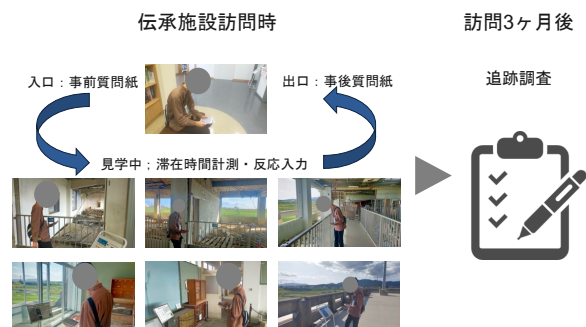 伝承施設訪問時
訪問3ヶ月後
入口：事前質問紙
出口：事後質問紙
追跡調査
見学中；滞在時間計測・反応入力